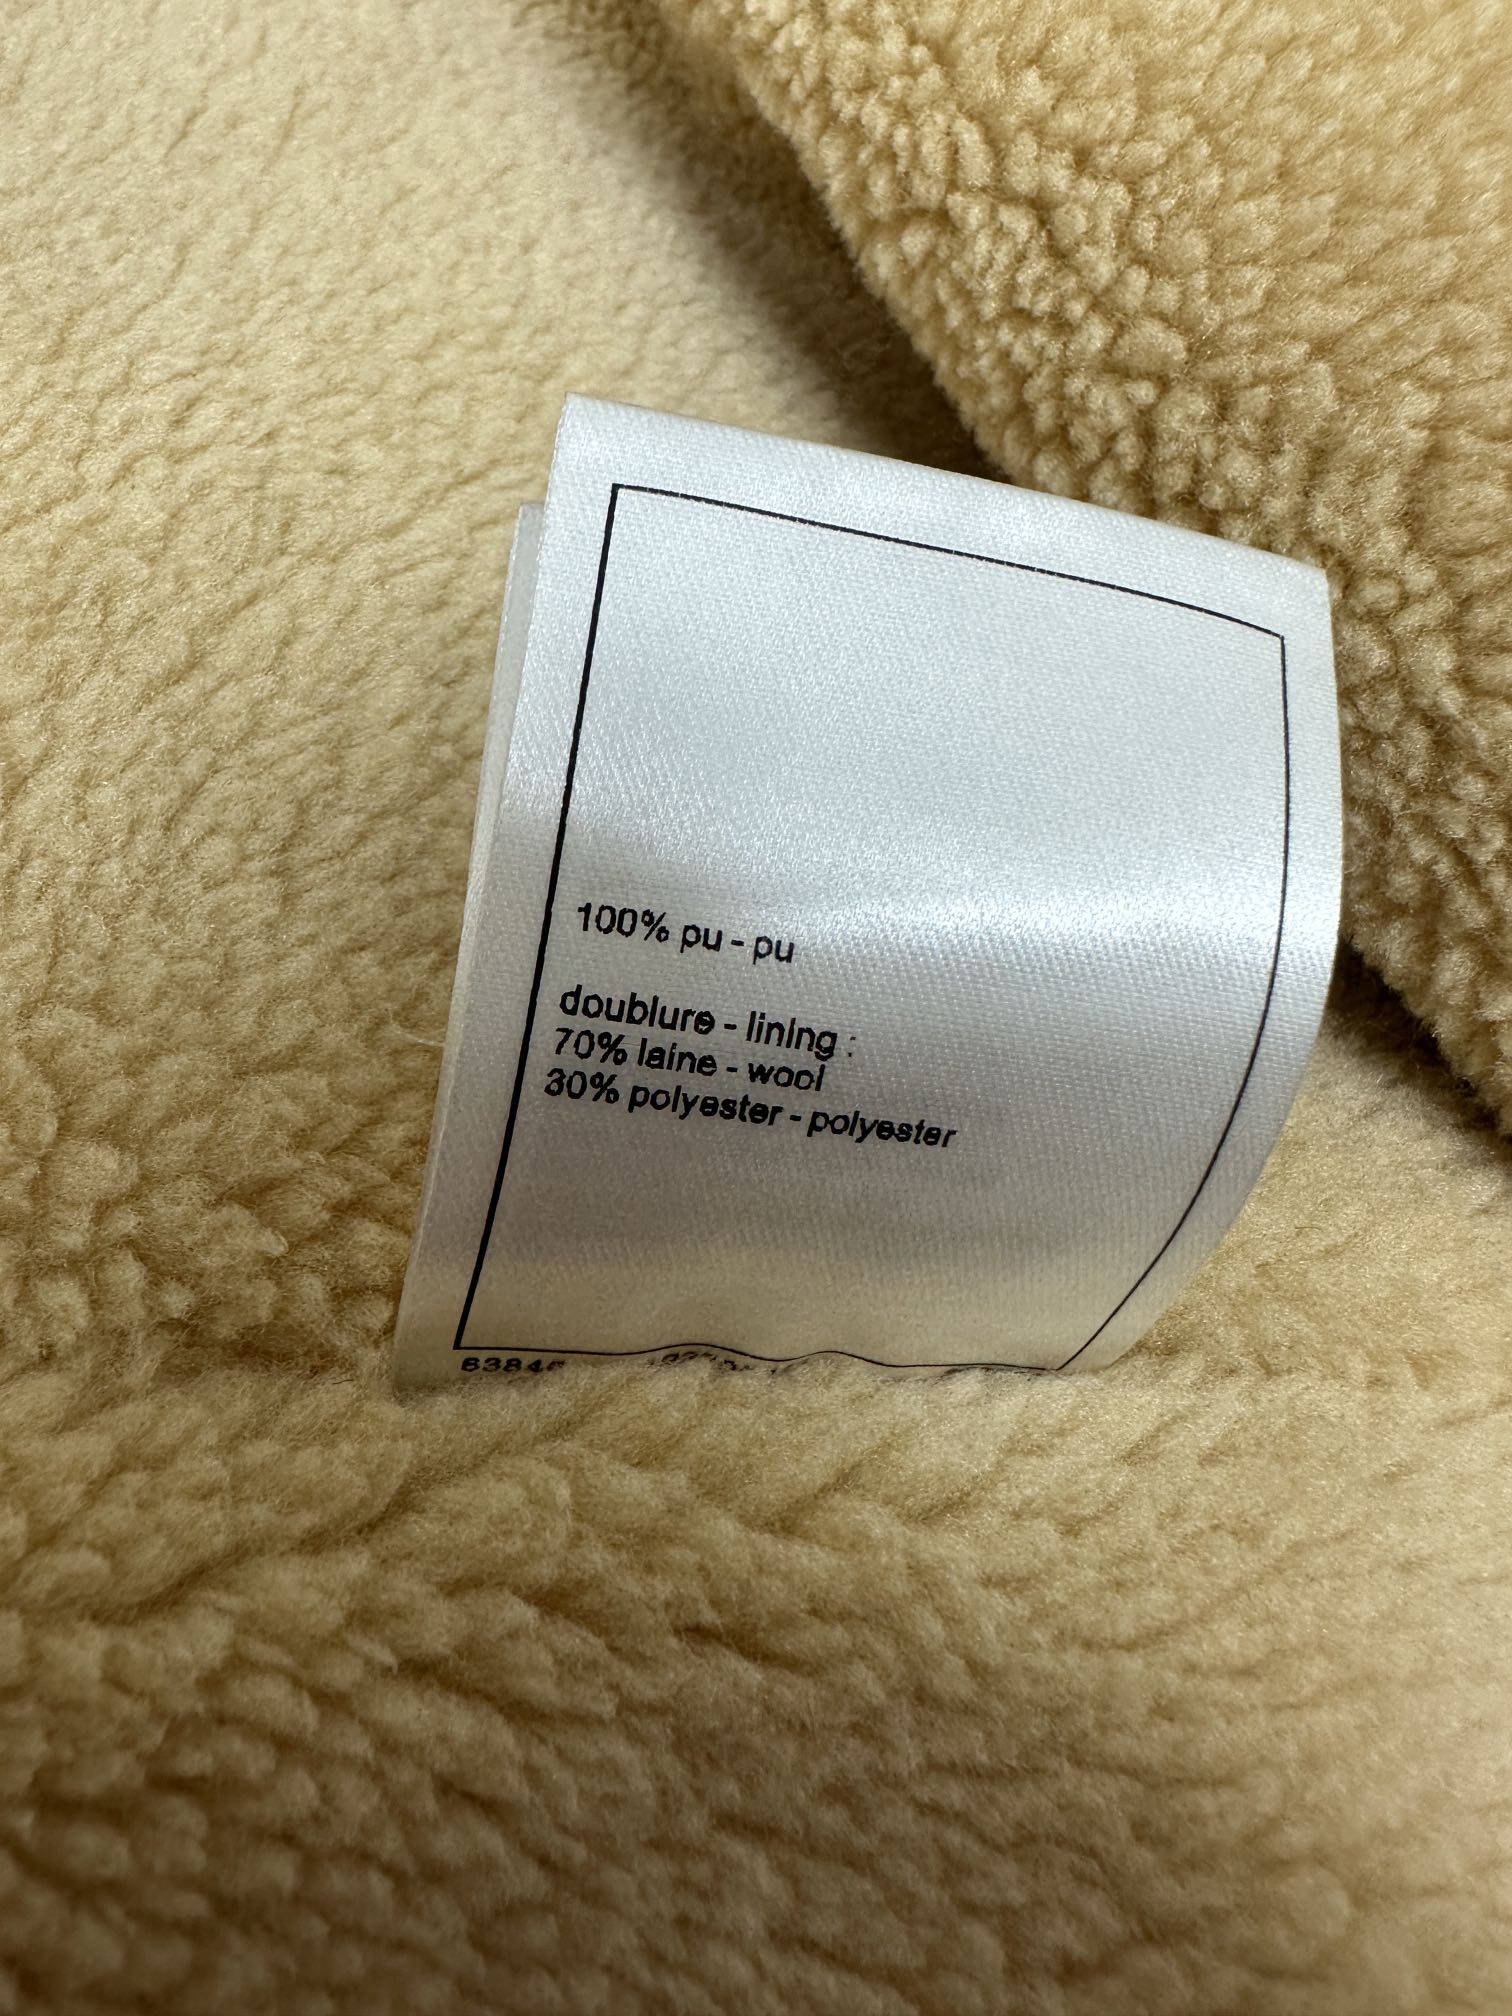 100% pu - pu
doublure - lining :
70% laine - wool
30% polyester - polyester